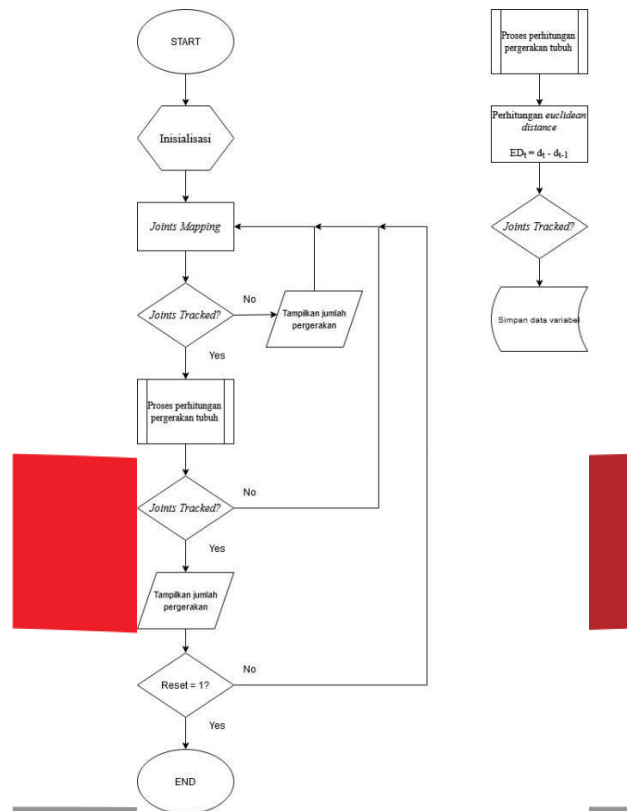 START
Inisialisasi
Joints Mapping
Joints Tracked?
No
Tampilkan jumlah
pergerakan
Yes
Proses perhitungan
pergerakan tubuh
Joints Tracked?
No
Yes
Tampilkan jumlah
pergerakan
Reset = 1?
No
Yes
END
Proses perhitungan
pergerakan tubuh
Perhitungan euclidean
distance
EDt = dt - dt-1
Joints Tracked?
Simpan data variabel